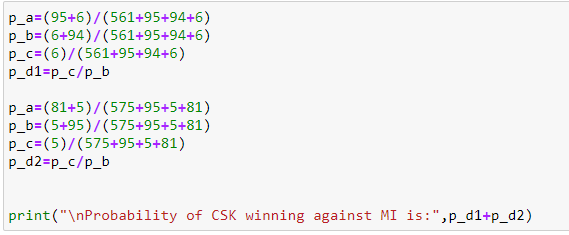 p_a=(95+6)/(561+95+94+6)
p_b=(6+94)/(561+95+94+6)
p_c=(6)/(561+95+94+6)
p_d1=p_c/p_b
p_a=(81+5)/(575+95+5+81)
p_b=(5+95)/(575+95+5+81)
p_c=(5)/(575+95+5+81)
p_d2=p_c/p_b
print("\nProbability of CSK winning against MI is:",p_d1+p_d2)